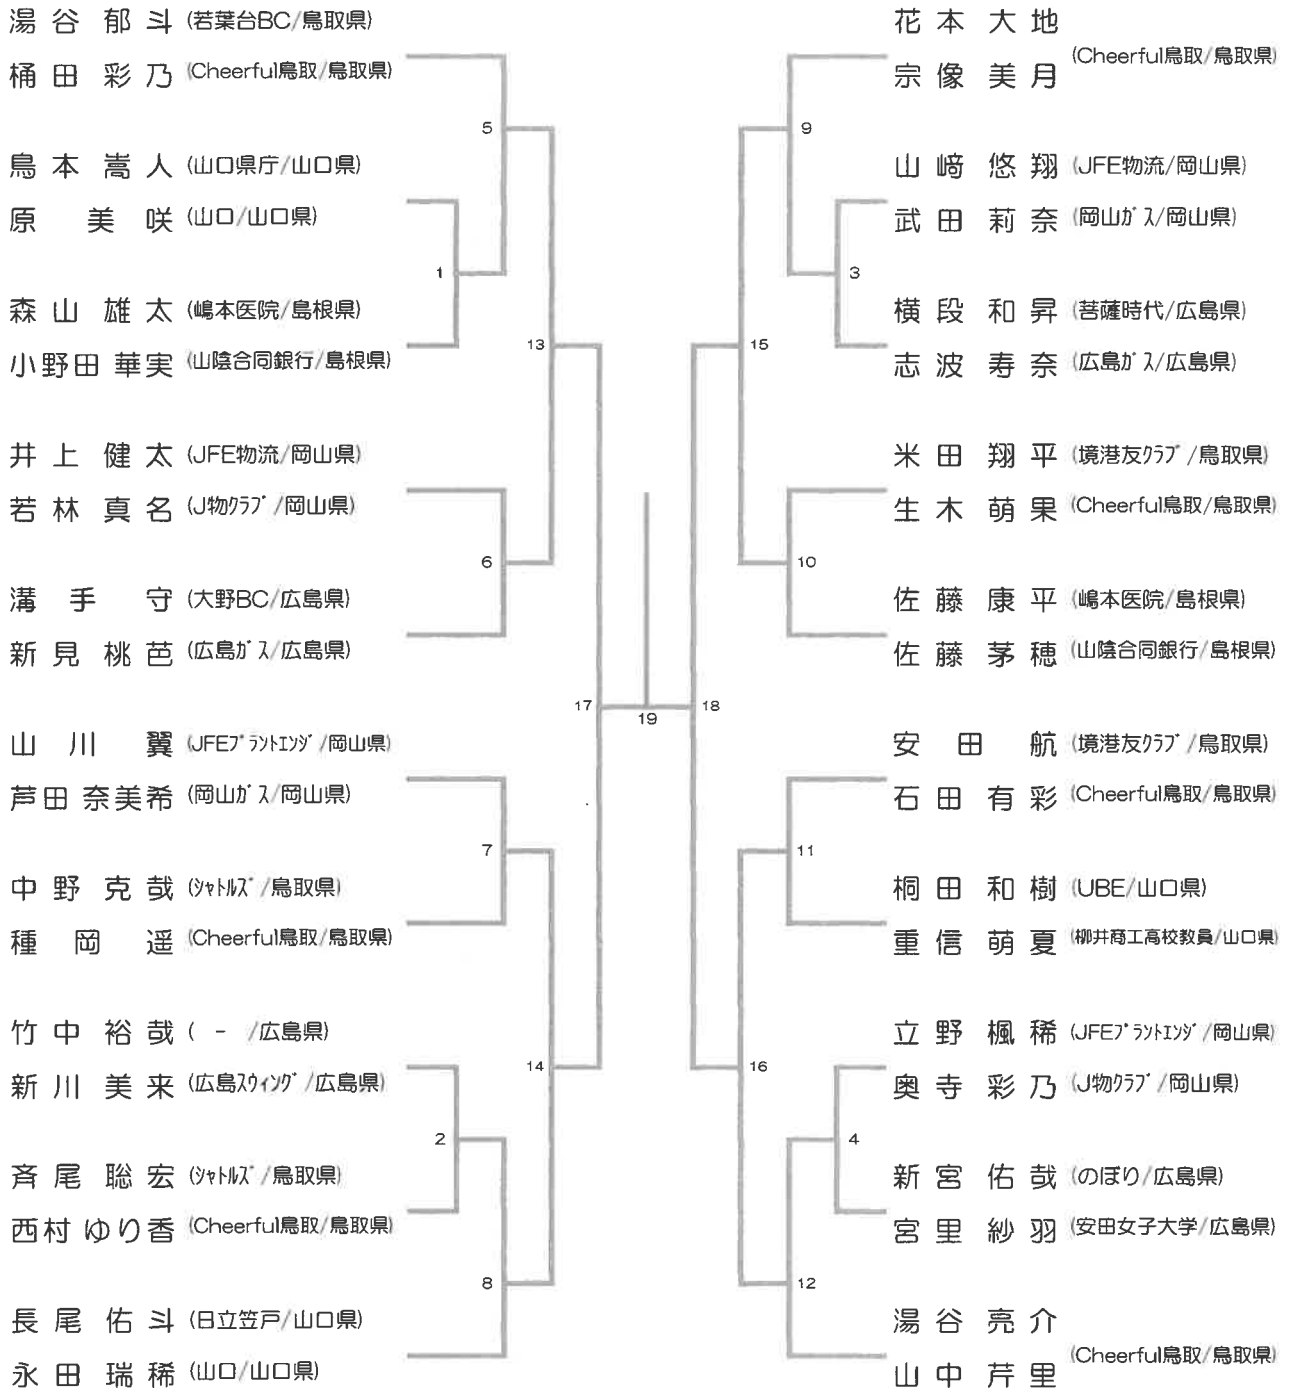 湯谷 郁斗 (若葉台BC/鳥取県)
桶田 彩乃 (Cheerful鳥取/鳥取県)
5
鳥本 嵩人 (山口県庁/山口県)
原 美咲 (山口/山口県)
1
森山 雄太 (嶋本医院/島根県)
小野田 華実 (山陰合同銀行/島根県)
13
井上 健太 (JFE物流/岡山県)
若林 真名 (J物ｸﾗﾌﾞ/岡山県)
6
溝手 守 (大野BC/広島県)
新見 桃芭 (広島ｶﾞｽ/広島県)
17
19
山川 翼 (JFEﾌﾟﾗﾝﾄｴﾝｼﾞ/岡山県)
芦田 奈美希 (岡山ｶﾞｽ/岡山県)
7
中野 克哉 (ｼｬﾄﾙｽﾞ/鳥取県)
種岡 遥 (Cheerful鳥取/鳥取県)
竹中 裕哉 ( - /広島県)
14
新川 美来 (広島ｽｳｨﾝｸﾞ/広島県)
2
斉尾 聡宏 (ｼｬﾄﾙｽﾞ/鳥取県)
西村 ゆり香 (Cheerful鳥取/鳥取県)
8
長尾 佑斗 (日立笠戸/山口県)
永田 瑞稀 (山口/山口県)
花本 大地
(Cheerful鳥取/鳥取県)
宗像 美月
9
山﨑 悠翔 (JFE物流/岡山県)
武田 莉奈 (岡山ｶﾞｽ/岡山県)
3
横段 和昇 (菩薩時代/広島県)
15
志波 寿奈 (広島ｶﾞｽ/広島県)
米田 翔平 (境港友ｸﾗﾌﾞ/鳥取県)
生木 萌果 (Cheerful鳥取/鳥取県)
10
佐藤 康平 (嶋本医院/島根県)
佐藤 茅穂 (山陰合同銀行/島根県)
18
安田 航 (境港友ｸﾗﾌﾞ/鳥取県)
石田 有彩 (Cheerful鳥取/鳥取県)
11
桐田 和樹 (UBE/山口県)
重信 萌夏 (柳井商工高校教員/山口県)
立野 楓稀 (JFEﾌﾟﾗﾝﾄｴﾝｼﾞ/岡山県)
16
奥寺 彩乃 (J物ｸﾗﾌﾞ/岡山県)
4
新宮 佑哉 (のぼり/広島県)
宮里 紗羽 (安田女子大学/広島県)
12
湯谷 亮介
(Cheerful鳥取/鳥取県)
山中 芹里